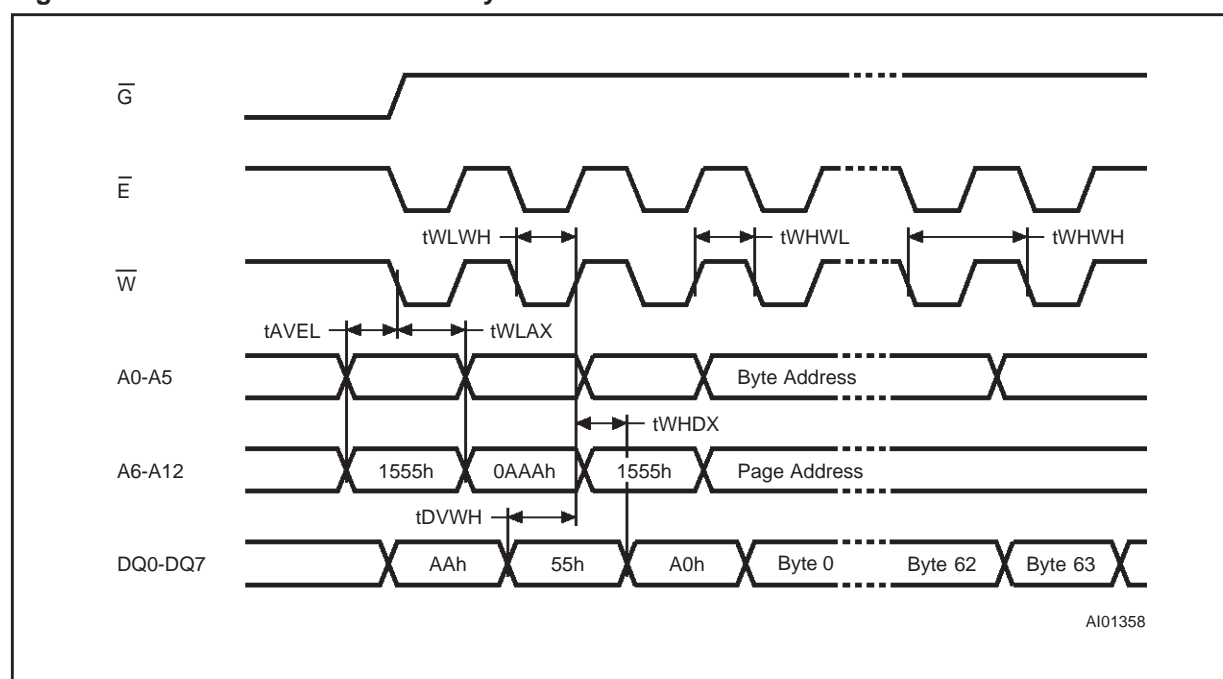 G
E
tWLWH tWHWL tWHWH
W
tAVEL tWLAX
A0-A5 Byte Address
tWHDX
A6-A12 1555h 0AAAh 1555h Page Address
tDVWH
DQ0-DQ7 AAh 55h A0h Byte 0 Byte 62 Byte 63
AI01358